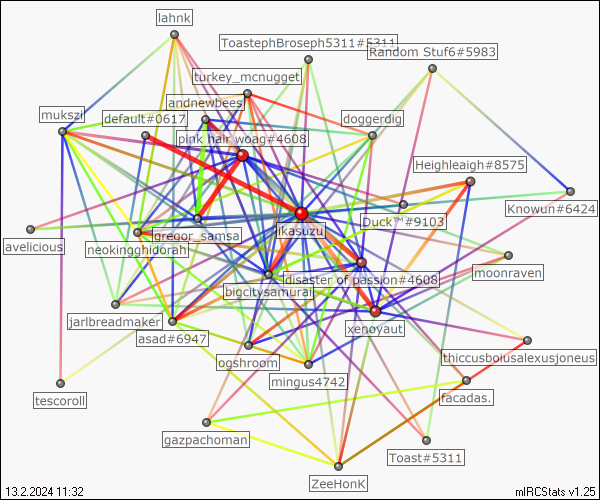 lahnk
ToastephBroseph5311#5311
Random Stuf6#5983
turkey_mcnugget
andnewbees
mukszi
default#0617
doggerdig
pink hair woag#4608
Heighleaigh#8575
Knowun#6424
Duck™#9103
ikasuzu
gregor_samsa
avelicious
neokingghidorah
moonraven
disaster of passion#4608
bigcitysamurai
jarlbreadmaker
xenoyaut
asad#6947
thiccusboiusalexusjoneus
ogshroom
mingus4742
tescoroll
facadas.
gazpachoman
Toast#5311
ZeeHonK
13.2.2024 11:32
mIRCStats v1.25